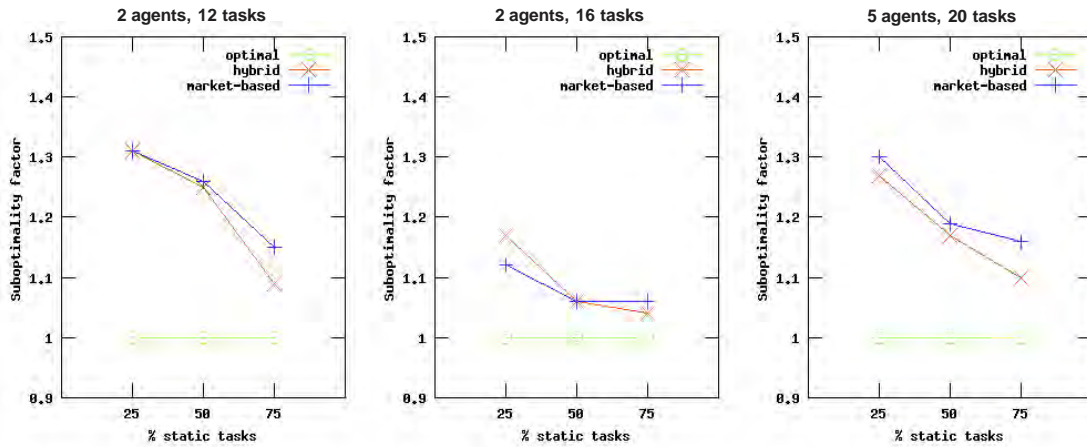 2 agents, 12 tasks
1.5
1.4
1.3
1.2
1.1
1
0.9
Suboptimality factor
optimal
hybrid
market-based
25 50 75
% static tasks
2 agents, 16 tasks
1.5
1.4
1.3
1.2
1.1
1
0.9
Suboptimality factor
optimal
hybrid
market-based
25 50 75
% static tasks
5 agents, 20 tasks
1.5
1.4
1.3
1.2
1.1
1
0.9
Suboptimality factor
optimal
hybrid
market-based
25 50 75
% static tasks